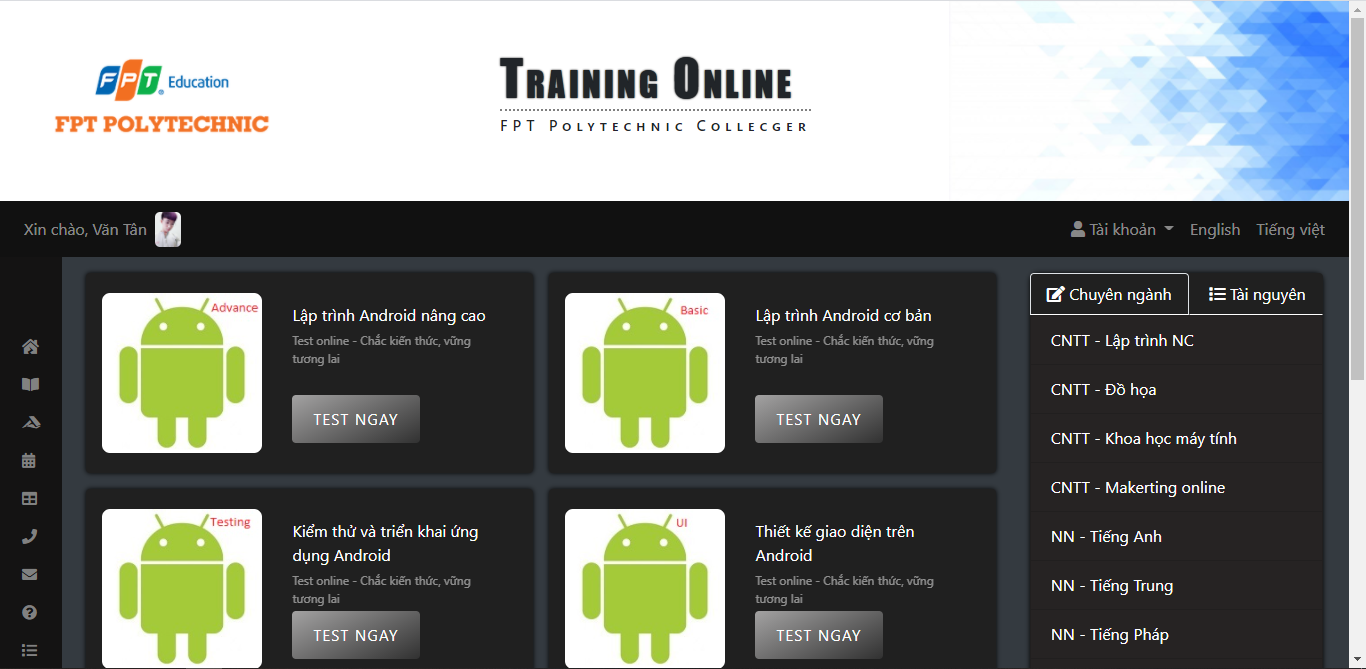 FPT Education
FPT POLYTECHNIC
TRAINING ONLINE
FPT POLYTECHNIC COLLECGER
Xin chào, Văn Tân
Tài khoản
English
Tiếng việt
Advance
Lập trình Android nâng cao
Test online - Chắc kiến thức, vững
tương lai
TEST NGAY
Basic
Lập trình Android cơ bản
Test online - Chắc kiến thức, vững
tương lai
TEST NGAY
Testing
Kiểm thử và triển khai ứng
dụng Android
Test online - Chắc kiến thức, vững
tương lai
TEST NGAY
UI
Thiết kế giao diện trên
Android
Test online - Chắc kiến thức, vững
tương lai
TEST NGAY
Chuyên ngành
Tài nguyên
CNTT - Lập trình NC
CNTT - Đồ họa
CNTT - Khoa học máy tính
CNTT - Makerting online
NN - Tiếng Anh
NN - Tiếng Trung
NN - Tiếng Pháp